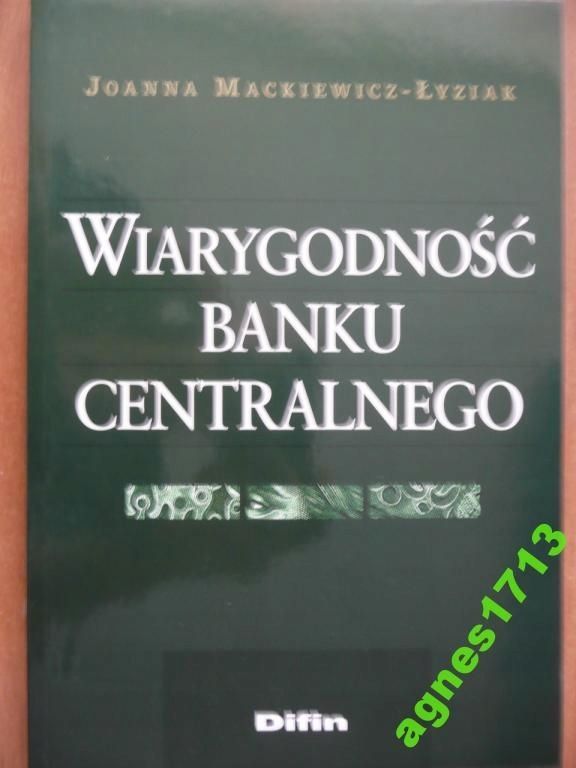 JOANNA MACKIEWICZ-ŁYZIAK
WIARYGODNOŚĆ
BANKU
CENTRALNEGO
Difin
agnes1713